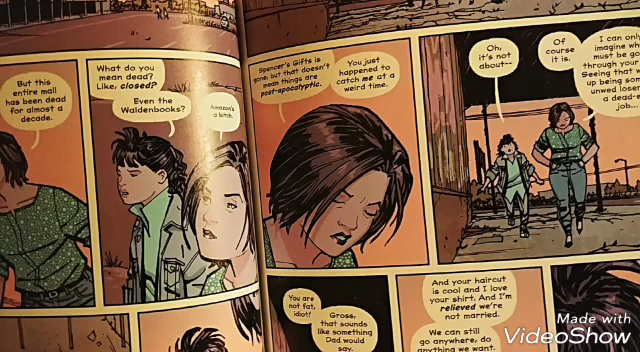 But this
entire mall
has been dead
for almost a
decade.
What do you
mean dead?
Like, closed?
Even the
Waldenbooks?
Amazon's
a bitch.
Spencer's Gifts is
gone, but that doesn't
mean things are
post-apocalyptic.
You just
happened to
catch me at a
weird time.
Oh,
it's not
about--
Of
course
it is.
I can only
imagine wh
must be go
through your
Seeing that y
up being som
unwed loser
a dead-e
job...
You are
not fat,
idiot!
Gross,
that sounds
like something
Dad would
say.
And your haircut
is cool and I love
your shirt. And I'm
relieved we're
not married.
We can still
go anywhere, do
anything we want.
Made with
VideoShow